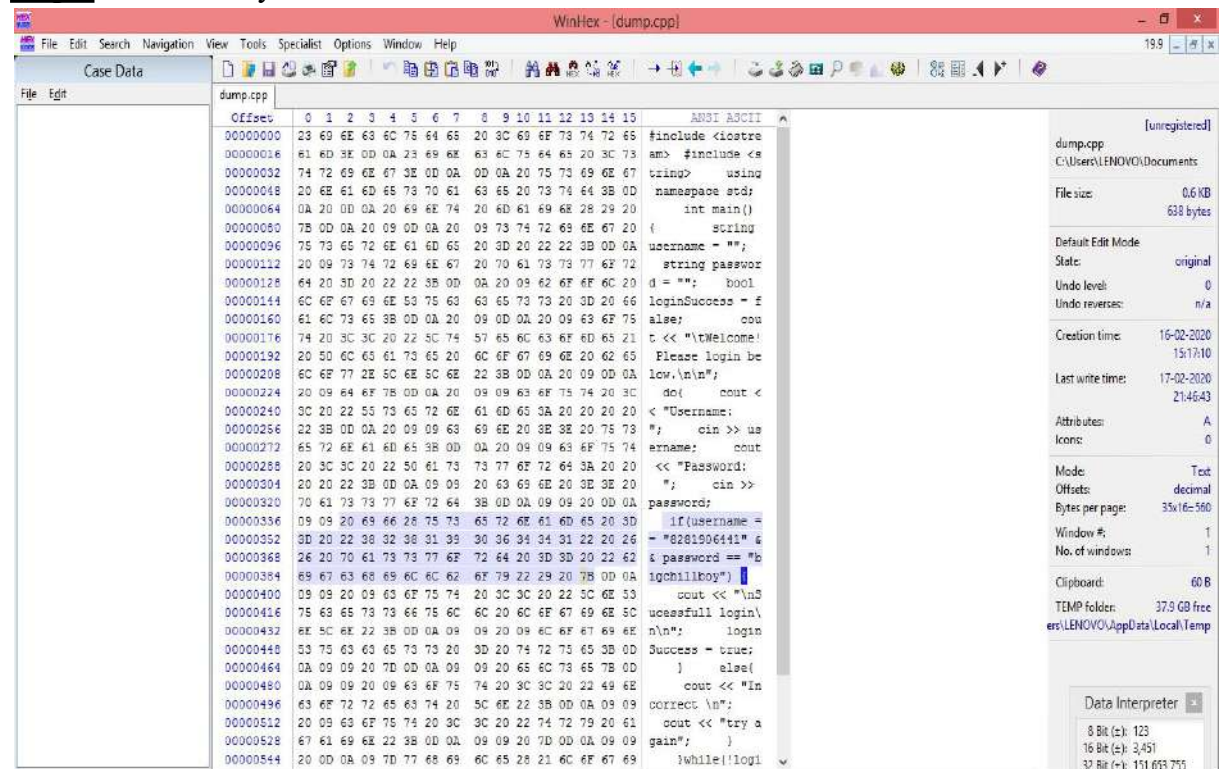 WinHex - [dump.cpp]
File Edit Search Navigation View Tools Specialist Options Window Help 19.9
Case Data
File Edit
dump.cpp
Offset 0 1 2 3 4 5 6 7 8 9 10 11 12 13 14 15 ANSI ASCII
00000000 23 69 6E 63 6C 75 64 65 20 3C 69 6F 73 74 72 65 #include <iostre
00000016 61 6D 3E 0D 0A 23 69 6E 63 6C 75 64 65 20 3C 73 am> #include <s
00000032 74 72 69 6E 67 3E 0D 0A 0D 0A 20 75 73 69 6E 67 tring> using
00000048 20 6E 61 6D 65 73 70 61 63 65 20 73 74 64 3B 0D namespace std;
00000064 0A 20 0D 0A 20 69 6E 74 20 6D 61 69 6E 28 29 20 int main()
00000080 7B 0D 0A 20 09 0D 0A 20 09 73 74 72 69 6E 67 20 { string
00000096 75 73 65 72 6E 61 6D 65 20 3D 20 22 22 3B 0D 0A username = "";
00000112 20 09 73 74 72 69 6E 67 20 70 61 73 73 77 6F 72 string passwor
00000128 64 20 3D 20 22 22 3B 0D 0A 20 09 62 6F 6F 6C 20 d = ""; bool
00000144 6C 6F 67 69 6E 53 75 63 63 65 73 73 20 3D 20 66 loginSuccess = f
00000160 61 6C 73 65 3B 0D 0A 20 09 0D 0A 20 09 63 6F 75 alse; cou
00000176 74 20 3C 3C 20 22 5C 74 57 65 6C 63 6F 6D 65 21 t << "\tWelcome!
00000192 20 50 6C 65 61 73 65 20 6C 6F 67 69 6E 20 62 65 Please login be
00000208 6C 6F 77 2E 5C 6E 5C 6E 22 3B 0D 0A 20 09 0D 0A low.\n\n";
00000224 20 09 64 6F 7B 0D 0A 20 09 09 63 6F 75 74 20 3C do{ cout <
00000240 3C 20 22 55 73 65 72 6E 61 6D 65 3A 20 20 20 20 < "Username:
00000256 22 3B 0D 0A 20 09 09 63 69 6E 20 3E 3E 20 75 73 "; cin >> us
00000272 65 72 6E 61 6D 65 3B 0D 0A 20 09 09 63 6F 75 74 ername; cout
00000288 20 3C 3C 20 22 50 61 73 73 77 6F 72 64 3A 20 20 << "Password:
00000304 20 20 22 3B 0D 0A 09 09 20 63 69 6E 20 3E 3E 20 "; cin >>
00000320 70 61 73 73 77 6F 72 64 3B 0D 0A 09 09 20 0D 0A password;
00000336 09 09 20 69 66 28 75 73 65 72 6E 61 6D 65 20 3D if(username =
00000352 3D 20 22 38 32 38 31 39 30 36 34 34 31 22 20 26 = "8281906441" &
00000368 26 20 70 61 73 73 77 6F 72 64 20 3D 3D 20 22 62 & password == "b
00000384 69 67 63 68 69 6C 6C 62 6F 79 22 29 20 7B 0D 0A igchillboy") {
00000400 09 09 20 09 63 6F 75 74 20 3C 3C 20 22 5C 6E 53 cout << "\nS
00000416 75 63 65 73 73 66 75 6C 6C 20 6C 6F 67 69 6E 5C ucessfull login\
00000432 6E 5C 6E 22 3B 0D 0A 09 09 20 09 6C 6F 67 69 6E n\n"; login
00000448 53 75 63 63 65 73 73 20 3D 20 74 72 75 65 3B 0D Success = true;
00000464 0A 09 09 20 7D 0D 0A 09 09 20 65 6C 73 65 7B 0D } else{
00000480 0A 09 09 20 09 63 6F 75 74 20 3C 3C 20 22 49 6E cout << "In
00000496 63 6F 72 72 65 63 74 20 5C 6E 22 3B 0D 0A 09 09 correct \n";
00000512 20 09 63 6F 75 74 20 3C 3C 20 22 74 72 79 20 61 cout << "try a
00000528 67 61 69 6E 22 3B 0D 0A 09 09 20 7D 0D 0A 09 09 gain"; }
00000544 20 0D 0A 09 7D 77 68 69 6C 65 28 21 6C 6F 67 69 }while(!logi
[unregistered]
dump.cpp
C:\Users\LENOVO\Documents
File size: 0.6 KB
638 bytes
Default Edit Mode
State: original
Undo level: 0
Undo reverses: n/a
Creation time: 16-02-2020
15:17:10
Last write time: 17-02-2020
21:46:43
Attributes: A
Icons: 0
Mode: Text
Offsets: decimal
Bytes per page: 35x16=560
Window #: 1
No. of windows: 1
Clipboard: 60 B
TEMP folder: 37.9 GB free
ers\LENOVO\AppData\Local\Temp
Data Interpreter
8 Bit (±): 123
16 Bit (±): 3,451
32 Bit (±): 151,653,755